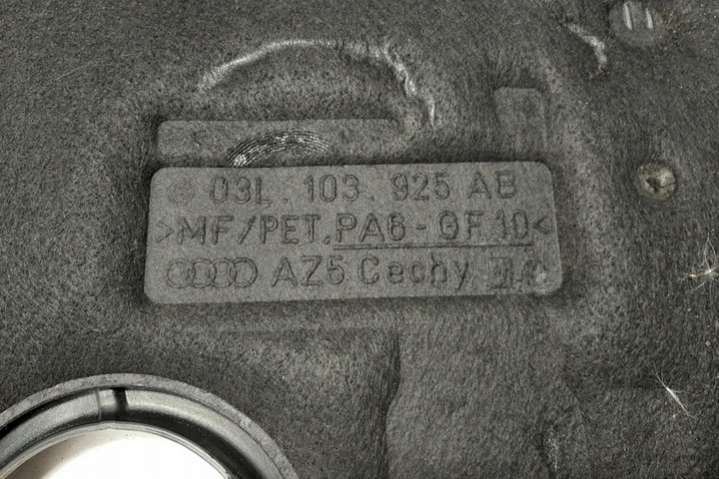 03L . 103 . 925 AB
>MF/PET.PA6-GF10<
AZ5 Cechy